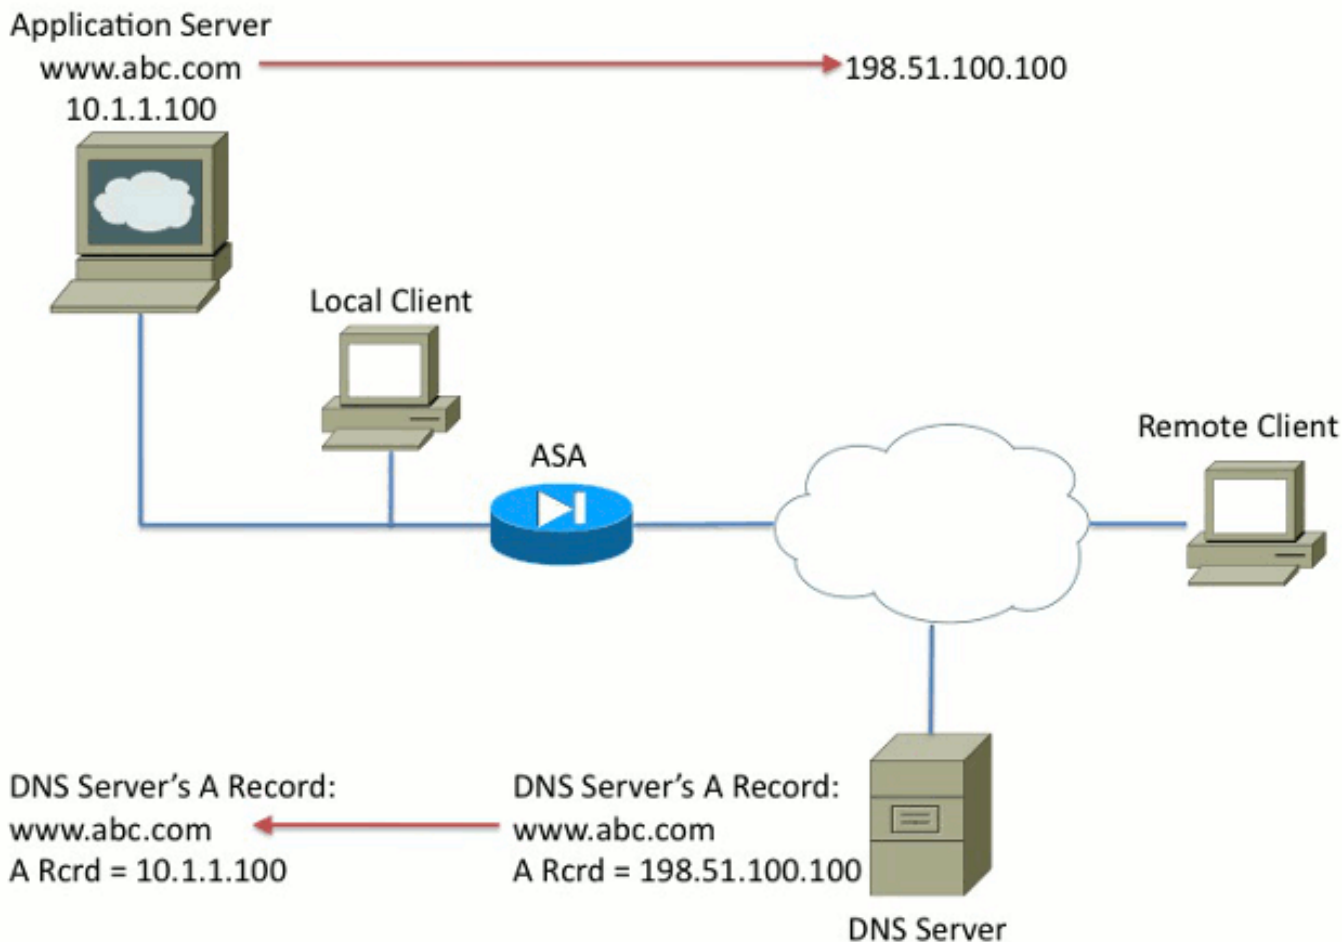 Application Server
www.abc.com
10.1.1.100
198.51.100.100
Local Client
ASA
Remote Client
DNS Server’s A Record:
www.abc.com
A Rcrd = 10.1.1.100
DNS Server’s A Record:
www.abc.com
A Rcrd = 198.51.100.100
DNS Server